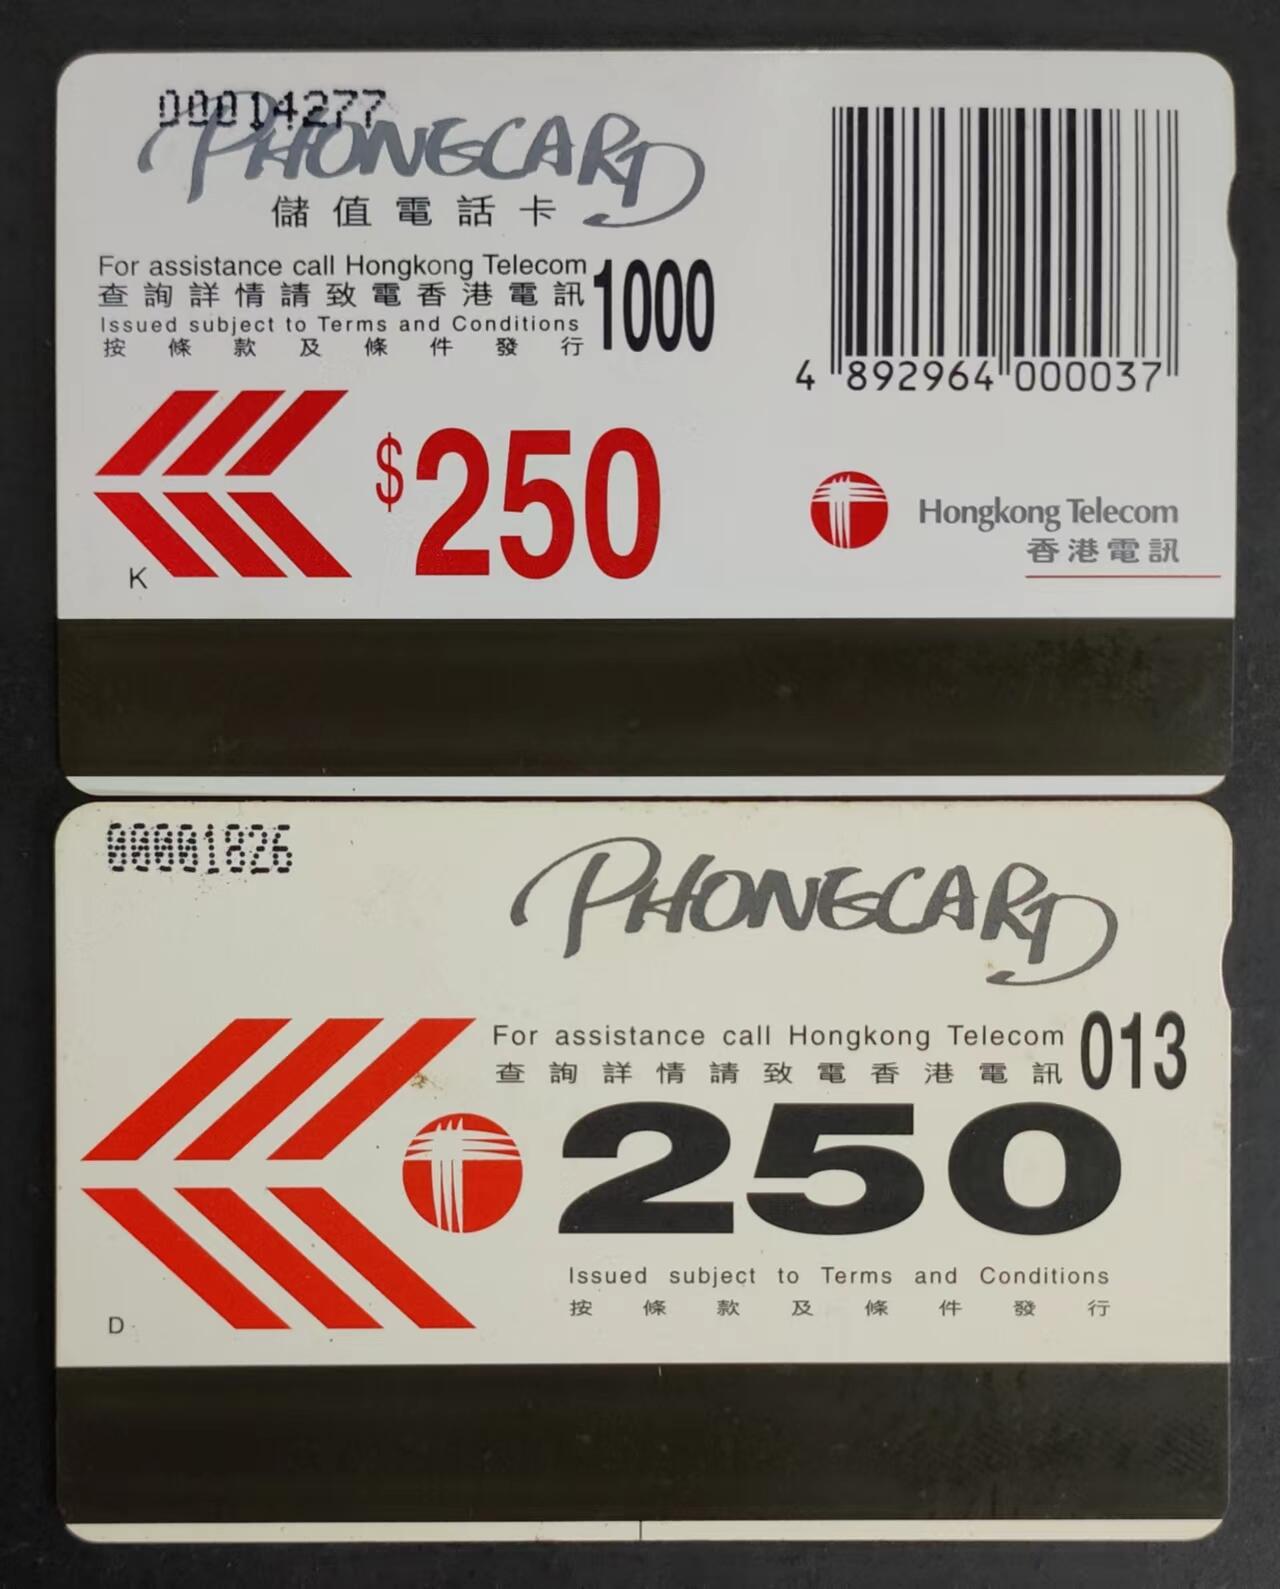 00014277
PHONECARD
儲值電話卡
For assistance call Hongkong Telecom
查詢詳情請致電香港電訊 1000
Issued subject to Terms and Conditions
按條款及條件發行
4 892964 000037
$250
K
Hongkong Telecom
香港電訊
00001826
PHONECARD
For assistance call Hongkong Telecom
查詢詳情請致電香港電訊 013
250
Issued subject to Terms and Conditions
按條款及條件發行
D